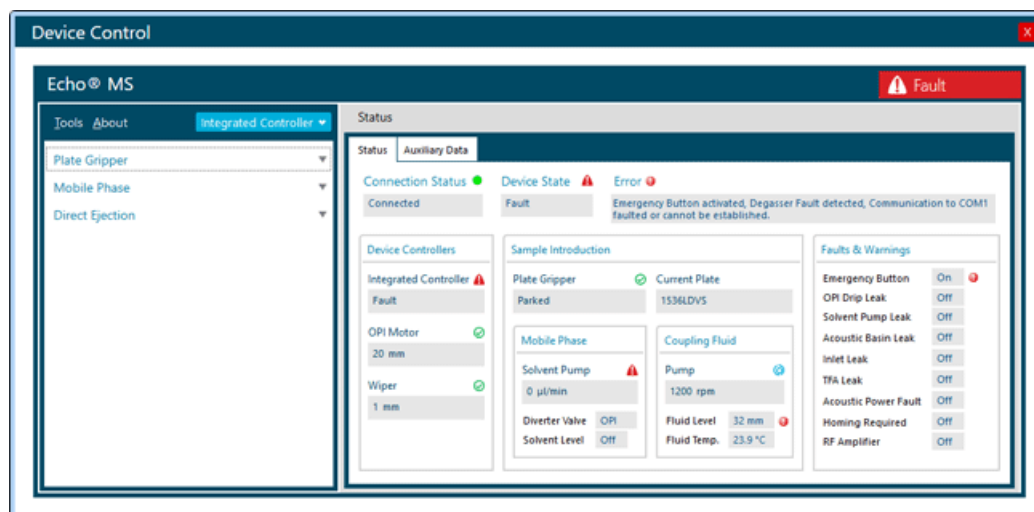 Device Control
X
Echo® MS
Fault
Tools About
Integrated Controller
Plate Gripper
Mobile Phase
Direct Ejection
Status
Status
Auxiliary Data
Connection Status
Connected
Device State
Fault
Error
Emergency Button activated, Degasser Fault detected, Communication to COM1
faulted or cannot be established.
Device Controllers
Integrated Controller
Fault
OPI Motor
20 mm
Wiper
1 mm
Sample Introduction
Plate Gripper
Parked
Current Plate
1536LDVS
Mobile Phase
Solvent Pump
0 µl/min
Diverter Valve OPI
Solvent Level Off
Coupling Fluid
Pump
1200 rpm
Fluid Level 32 mm
Fluid Temp. 23.9 °C
Faults & Warnings
Emergency Button On
OPI Drip Leak Off
Solvent Pump Leak Off
Acoustic Basin Leak Off
Inlet Leak Off
TFA Leak Off
Acoustic Power Fault Off
Homing Required Off
RF Amplifier Off